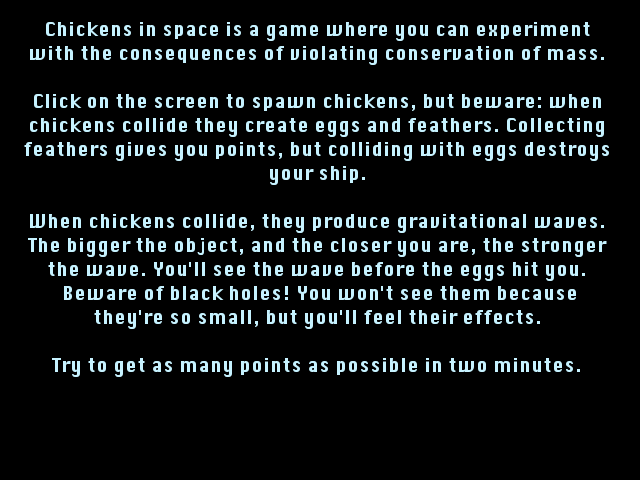 Chickens in space is a game where you can experiment
with the consequences of violating conservation of mass.
Click on the screen to spawn chickens, but beware: when
chickens collide they create eggs and feathers. Collecting
feathers gives you points, but colliding with eggs destroys
your ship.
When chickens collide, they produce gravitational waves.
The bigger the object, and the closer you are, the stronger
the wave. You'll see the wave before the eggs hit you.
Beware of black holes! You won't see them because
they're so small, but you'll feel their effects.
Try to get as many points as possible in two minutes.